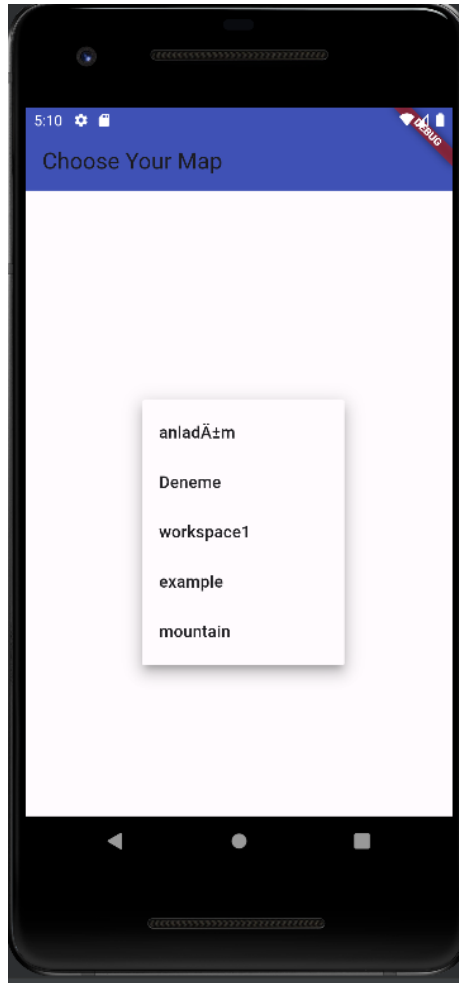 5:10
DEBUG
Choose Your Map
anladÄ±m
Deneme
workspace1
example
mountain